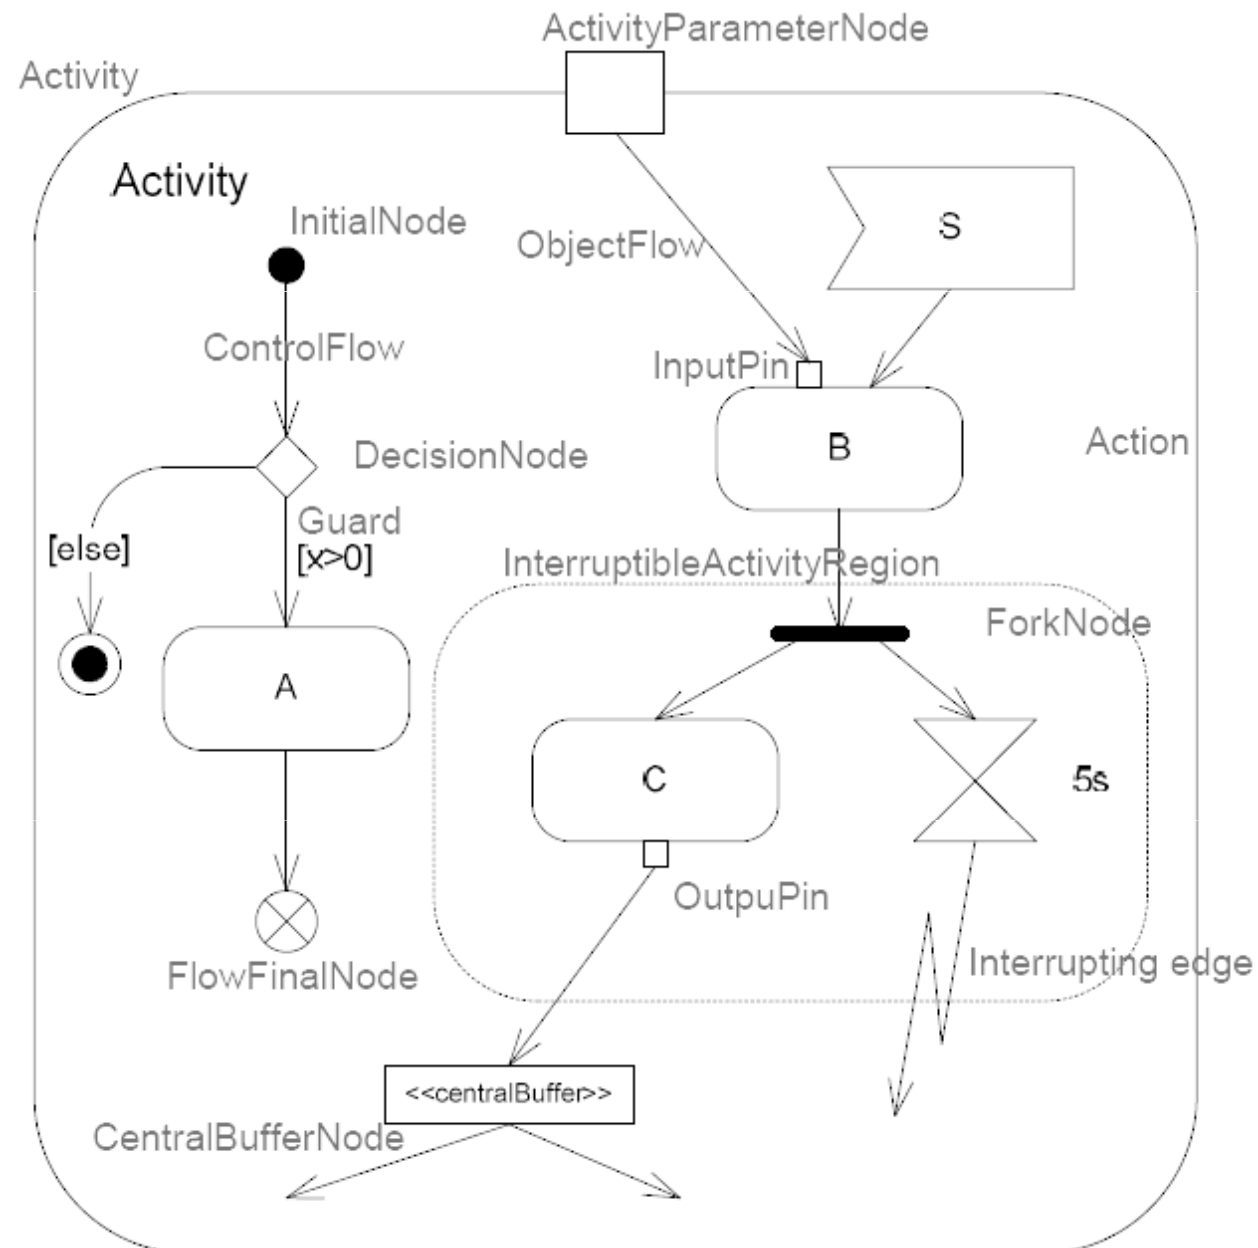 ActivityParameterNode
Activity
Activity
InitialNode
S
ObjectFlow
ControlFlow
InputPin
B
Action
DecisionNode
Guard
[else]
[x>0]
InterruptibleActivityRegion
ForkNode
A
C
5s
OutpuPin
Interrupting edge
FlowFinalNode
<<centralBuffer>>
CentralBufferNode